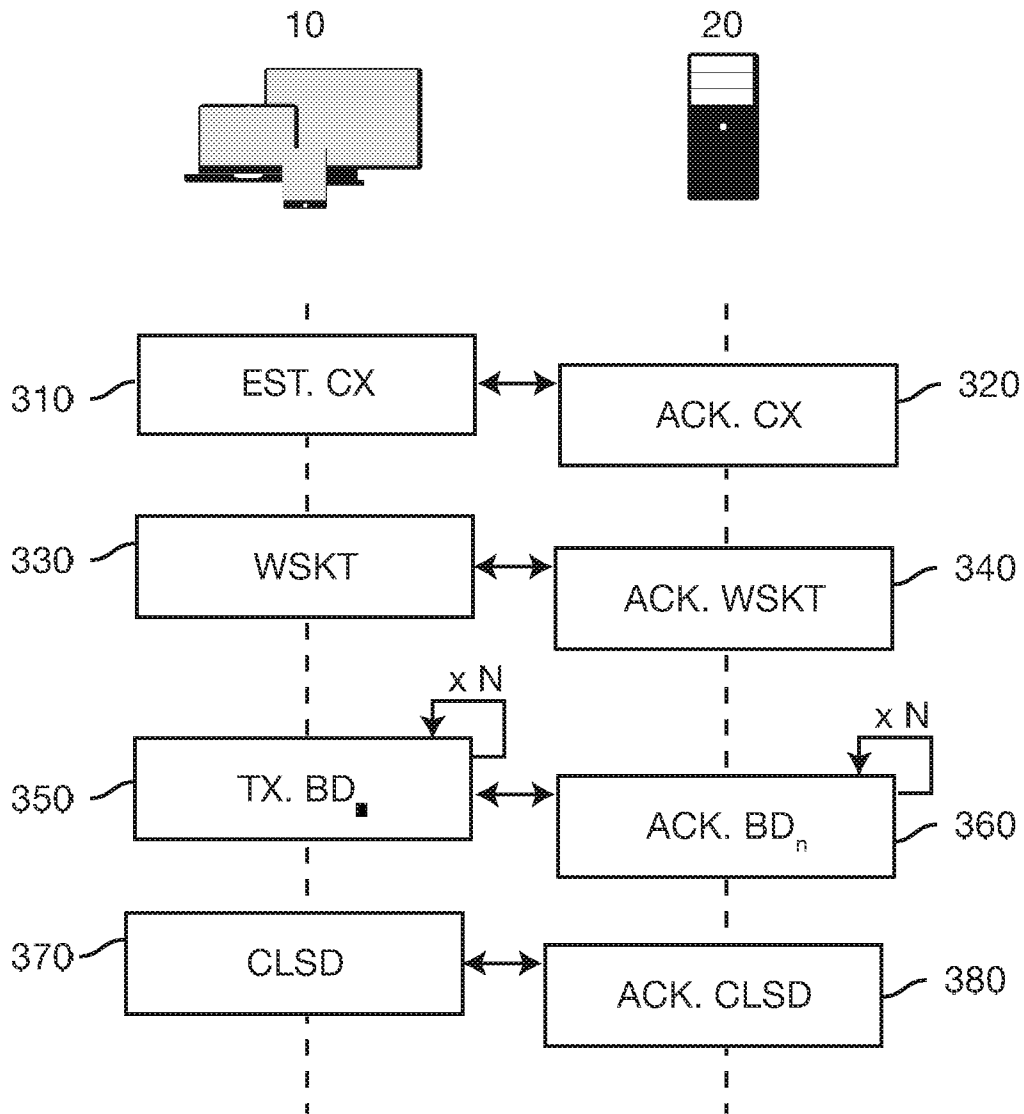 10
20
310
EST. CX
ACK. CX
320
330
WSKT
ACK. WSKT
340
x N
x N
350
TX. BD
ACK. BDn
360
370
CLSD
ACK. CLSD
380